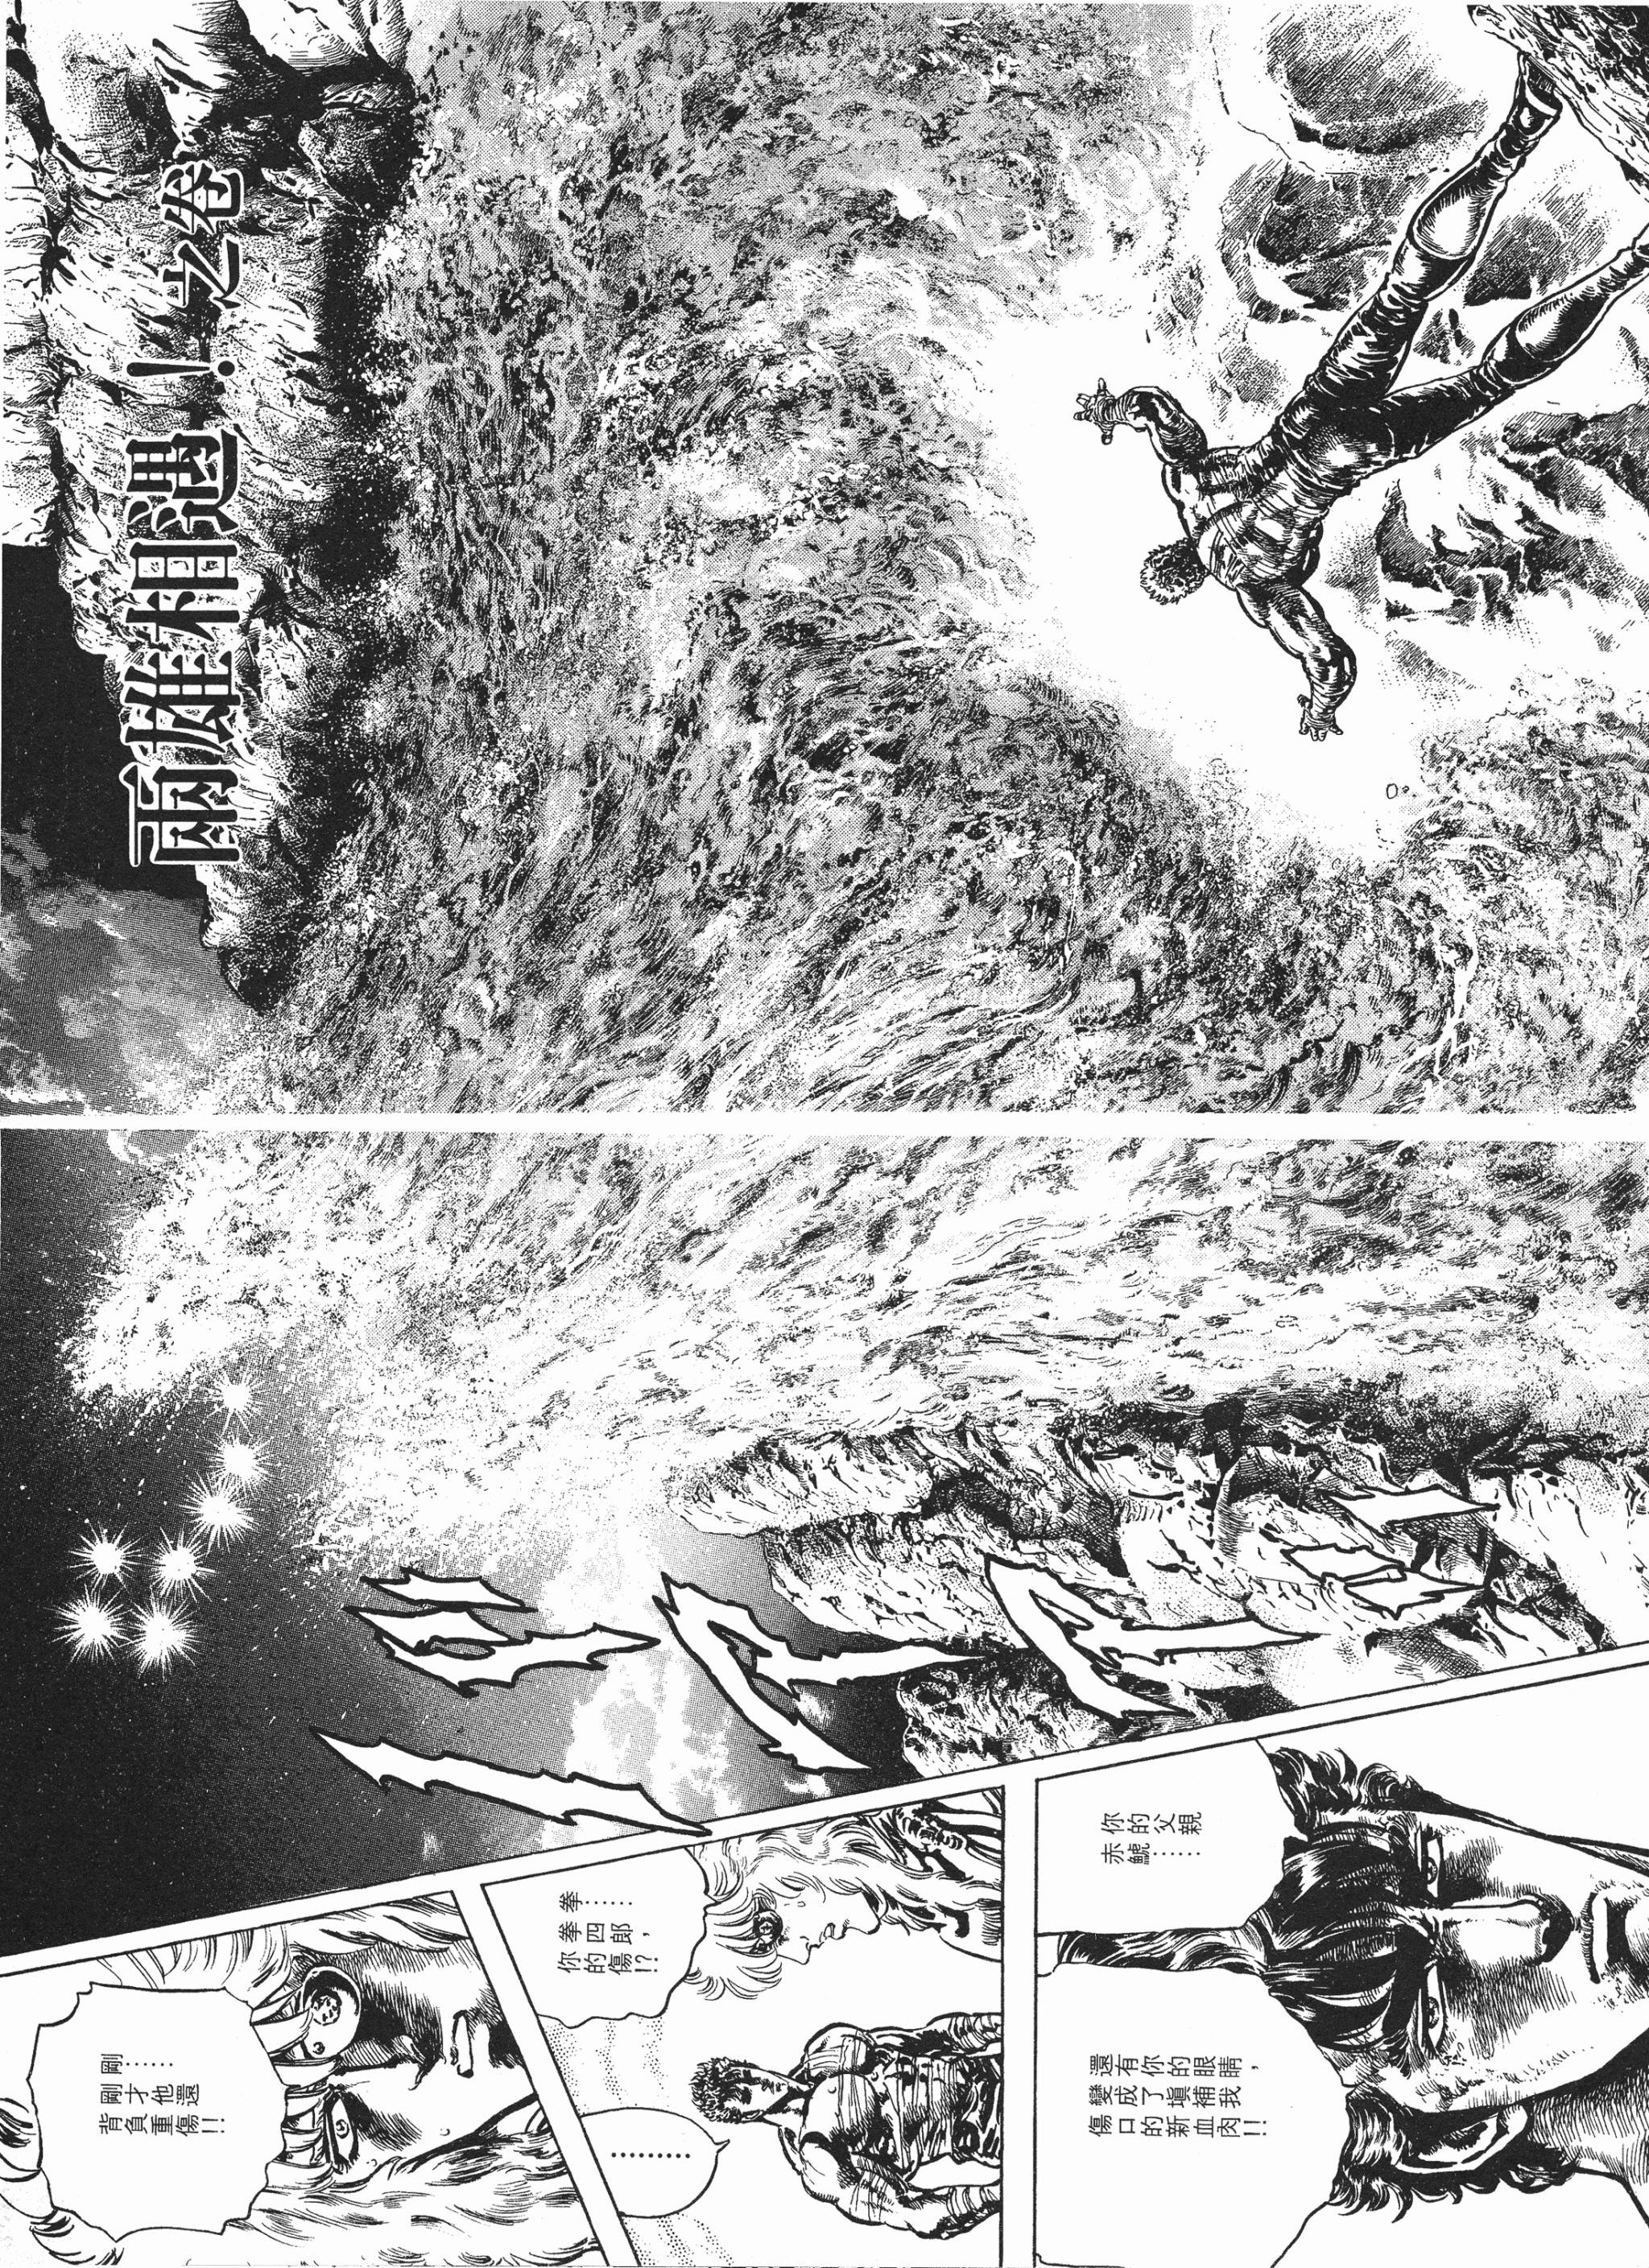 兩雄相遇！之卷
剛……
剛才他還
背負重傷!!
拳……
拳四郎，
你的傷!?
…………
你的父親
赤鯱……
還有你的眼睛，
變成了塡補我
傷口的新血肉!!